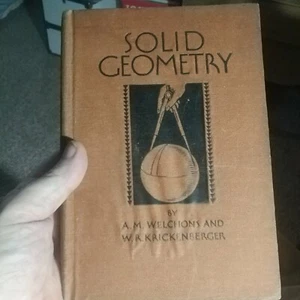 SOLID
GEOMETRY
BY
A. M. WELCHONS AND
W. R. KRICKENBERGER